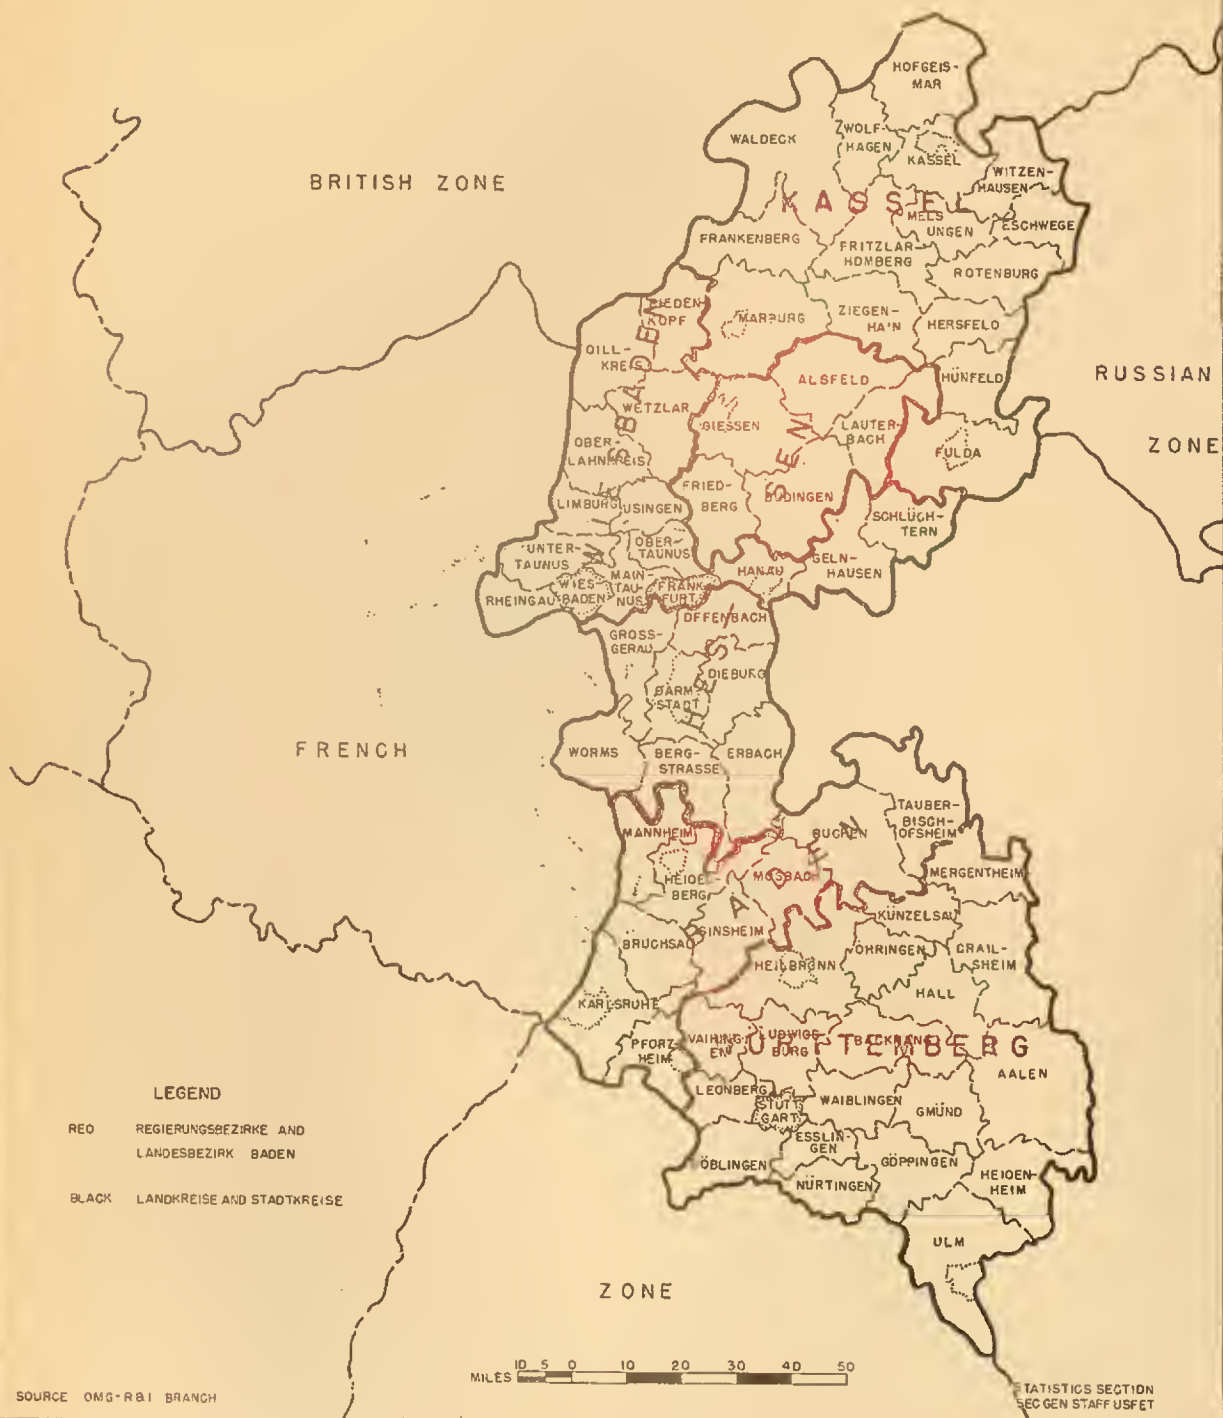 HOFGEIS-
MAR
WALDECK
WOLF-
HAGEN
KASSEL
WITZEN-
HAUSEN
BRITISH ZONE
KASSEL
MELS
UNGEN
ESCHWEGE
FRANKENBERG
FRITZLAR
HOMBERG
ROTENBURG
BIEDEN
KOPF
MARBURG
ZIEGEN-
HAIN
HERSFELD
DILL-
KREIS
ALSFELD
HÜNFELD
RUSSIAN
ZONE
WETZLAR
GIESSEN
LAUTER-
BACH
FULDA
OBER-
LAHNKREIS
LIMBURG
USINGEN
FRIED-
BERG
BÜDINGEN
SCHLÜCH-
TERN
WIESBADEN
UNTER-
TAUNUS
OBER-
TAUNUS
HANAU
GELN-
HAUSEN
RHEINGAU
WIES-
BADEN
MAIN-
TAU-
NUS
FRANK
FURT
OFFENBACH
HESSEN
GROSS-
GERAU
DIEBURG
DARM
STADT
FRENCH
WORMS
BERG-
STRASSE
ERBACH
MANNHEIM
BUCHEN
TAUBER-
BISCH-
OFSHEIM
HEIDEL-
BERG
MOSBACH
MERGENTHEIM
BADEN
KÜNZELSAU
BRUCHSAL
SINSHEIM
HEILBRONN
ÖHRINGEN
CRAIL-
SHEIM
HALL
KARLSRUHE
PFORZ-
HEIM
VAIHING
EN
LUDWIGS
BURG
BACKNANG
WÜRTTEMBERG
AALEN
LEONBERG
STUTT
GART
WAIBLINGEN
GMÜND
ESSLIN-
GEN
ÖBLINGEN
NÜRTINGEN
GÖPPINGEN
HEIDEN-
HEIM
ULM
LEGEND
RED REGIERUNGSBEZIRKE AND
LANDESBEZIRK BADEN
BLACK LANDKREISE AND STADTKREISE
ZONE
MILES 10 5 0 10 20 30 40 50
SOURCE OMG-R&I BRANCH
STATISTICS SECTION
SEC GEN STAFF USFET